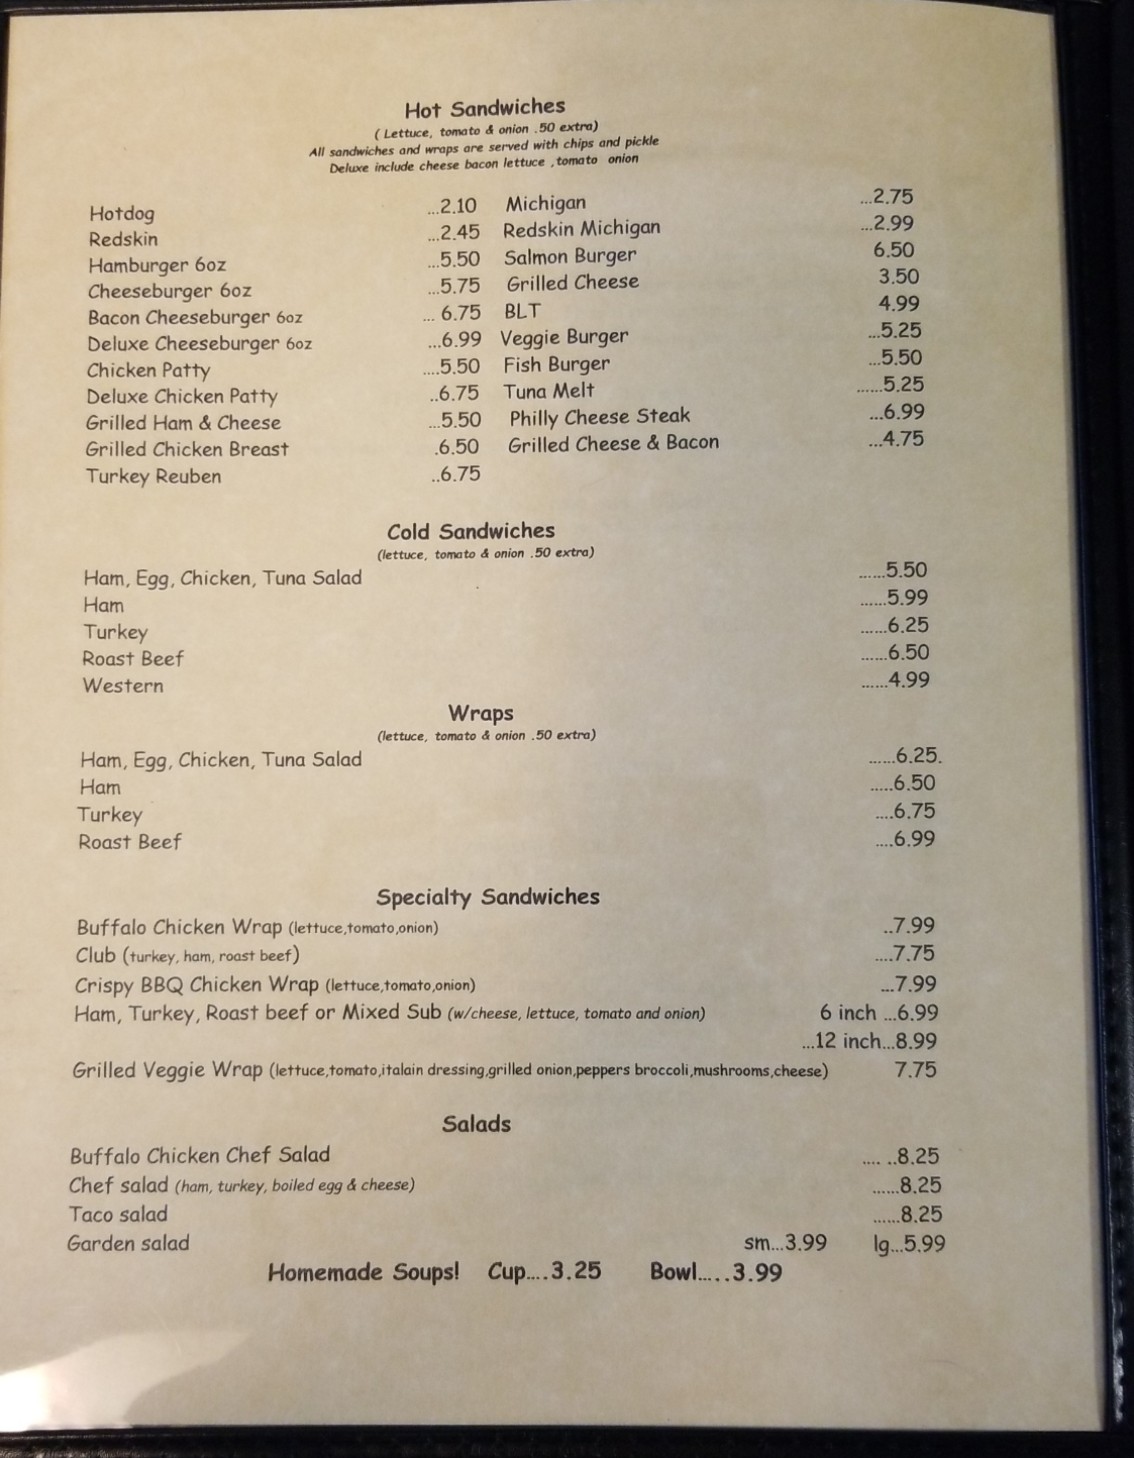 Hot Sandwiches
( Lettuce, tomato & onion .50 extra)
All sandwiches and wraps are served with chips and pickle
Deluxe include cheese bacon lettuce ,tomato onion
Hotdog ...2.10 Michigan ...2.75
Redskin ...2.45 Redskin Michigan ...2.99
Hamburger 6oz ...5.50 Salmon Burger 6.50
Cheeseburger 6oz ...5.75 Grilled Cheese 3.50
Bacon Cheeseburger 6oz ... 6.75 BLT 4.99
Deluxe Cheeseburger 6oz ...6.99 Veggie Burger ...5.25
Chicken Patty ....5.50 Fish Burger ...5.50
Deluxe Chicken Patty ..6.75 Tuna Melt ......5.25
Grilled Ham & Cheese ...5.50 Philly Cheese Steak ...6.99
Grilled Chicken Breast .6.50 Grilled Cheese & Bacon ...4.75
Turkey Reuben ..6.75
Cold Sandwiches
(lettuce, tomato & onion .50 extra)
Ham, Egg, Chicken, Tuna Salad ......5.50
Ham ......5.99
Turkey ......6.25
Roast Beef ......6.50
Western ......4.99
Wraps
(lettuce, tomato & onion .50 extra)
Ham, Egg, Chicken, Tuna Salad ......6.25.
Ham .....6.50
Turkey ....6.75
Roast Beef ....6.99
Specialty Sandwiches
Buffalo Chicken Wrap (lettuce,tomato,onion) ..7.99
Club (turkey, ham, roast beef) ....7.75
Crispy BBQ Chicken Wrap (lettuce,tomato,onion) ...7.99
Ham, Turkey, Roast beef or Mixed Sub (w/cheese, lettuce, tomato and onion) 6 inch ...6.99
...12 inch...8.99
Grilled Veggie Wrap (lettuce,tomato,italain dressing,grilled onion,peppers broccoli,mushrooms,cheese) 7.75
Salads
Buffalo Chicken Chef Salad .... ..8.25
Chef salad (ham, turkey, boiled egg & cheese) ......8.25
Taco salad ......8.25
Garden salad sm...3.99 lg...5.99
Homemade Soups! Cup....3.25 Bowl.....3.99